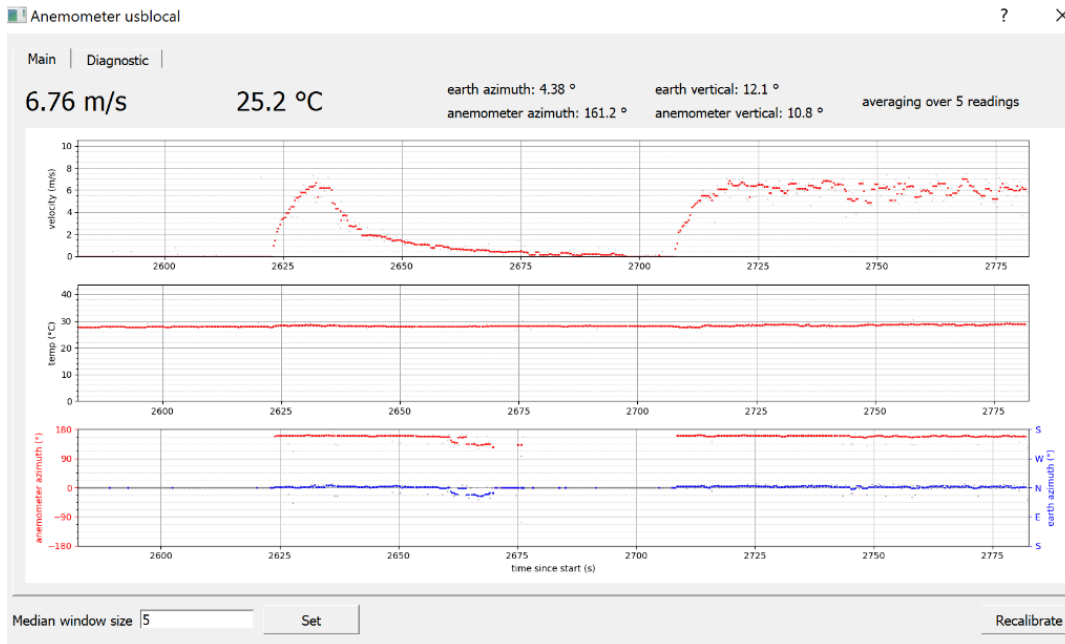 Anemometer usblocal ? ×
Main Diagnostic
6.76 m/s 25.2 °C earth azimuth: 4.38 ° earth vertical: 12.1 ° averaging over 5 readings
anemometer azimuth: 161.2 ° anemometer vertical: 10.8 °
velocity (m/s)
10
8
6
4
2
0
2600 2625 2650 2675 2700 2725 2750 2775
temp (°C)
40
30
20
10
0
2600 2625 2650 2675 2700 2725 2750 2775
anemometer azimuth (°)
180 S
90 W
0 N
−90 E
−180 S
earth azimuth (°)
2600 2625 2650 2675 2700 2725 2750 2775
time since start (s)
Median window size 5 Set Recalibrate